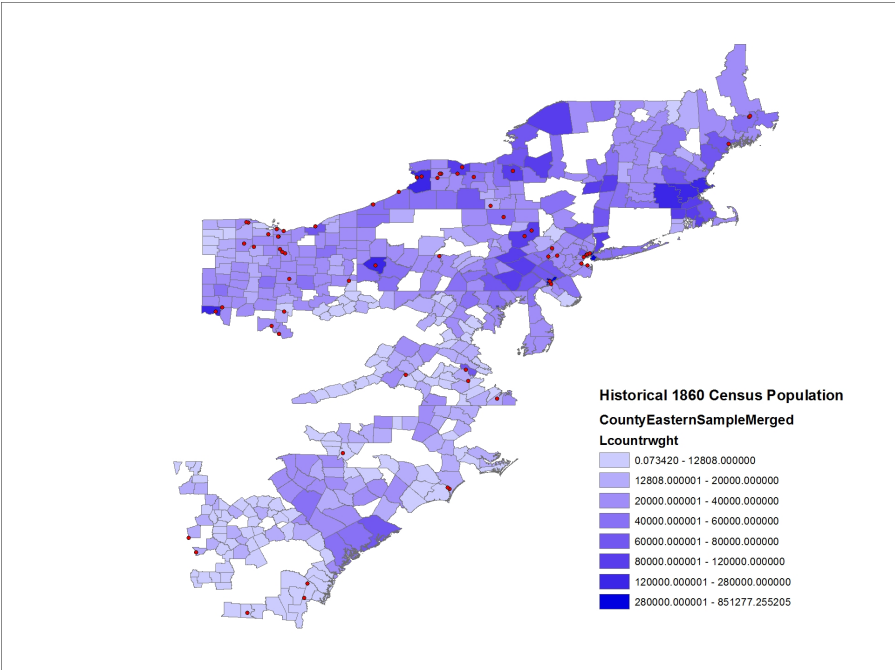 Historical 1860 Census Population
CountyEasternSampleMerged
Lcountrwght
0.073420 - 12808.000000
12808.000001 - 20000.000000
20000.000001 - 40000.000000
40000.000001 - 60000.000000
60000.000001 - 80000.000000
80000.000001 - 120000.000000
120000.000001 - 280000.000000
280000.000001 - 851277.255205